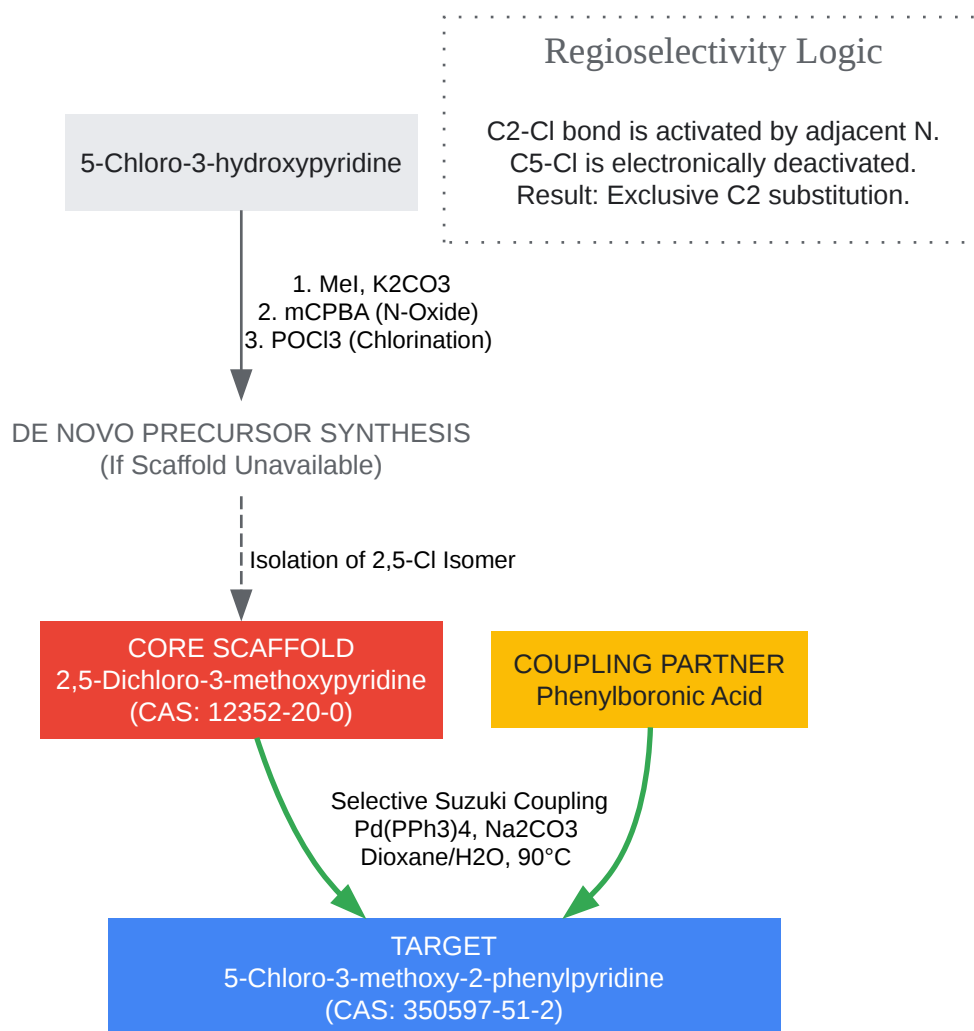 Regioselectivity Logic
C2-Cl bond is activated by adjacent N.
C5-Cl is electronically deactivated.
Result: Exclusive C2 substitution.
5-Chloro-3-hydroxypyridine
1. MeI, K2CO3
2. mCPBA (N-Oxide)
3. POCl3 (Chlorination)
DE NOVO PRECURSOR SYNTHESIS
(If Scaffold Unavailable)
Isolation of 2,5-Cl Isomer
CORE SCAFFOLD
2,5-Dichloro-3-methoxypyridine
(CAS: 12352-20-0)
COUPLING PARTNER
Phenylboronic Acid
Selective Suzuki Coupling
Pd(PPh3)4, Na2CO3
Dioxane/H2O, 90°C
TARGET
5-Chloro-3-methoxy-2-phenylpyridine
(CAS: 350597-51-2)